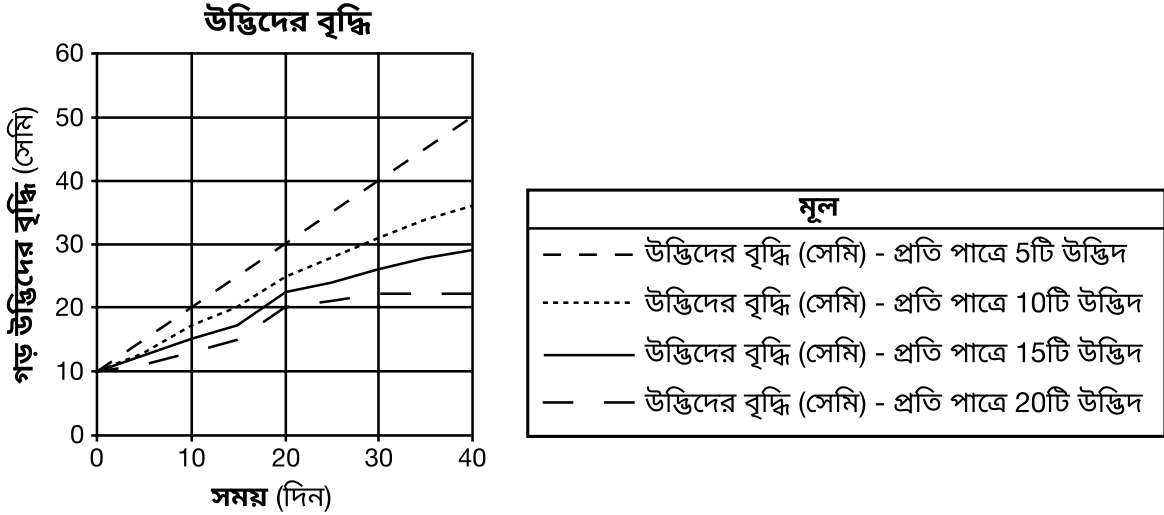 উদ্ভিদের বৃদ্ধি
60
50
40
30
20
10
0
গড় উদ্ভিদের বৃদ্ধি (সেমি)
0 10 20 30 40
সময় (দিন)
মূল
উদ্ভিদের বৃদ্ধি (সেমি) - প্রতি পাত্রে 5টি উদ্ভিদ
উদ্ভিদের বৃদ্ধি (সেমি) - প্রতি পাত্রে 10টি উদ্ভিদ
উদ্ভিদের বৃদ্ধি (সেমি) - প্রতি পাত্রে 15টি উদ্ভিদ
উদ্ভিদের বৃদ্ধি (সেমি) - প্রতি পাত্রে 20টি উদ্ভিদ